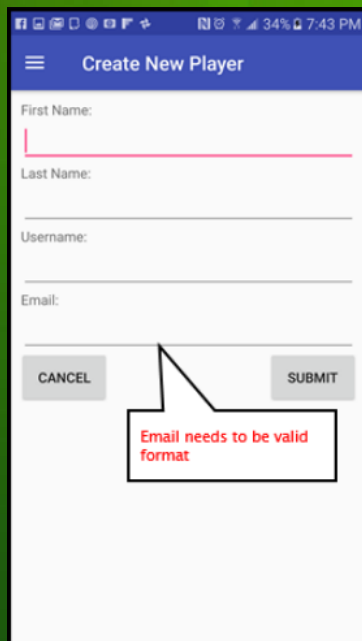 34% 7:43 PM
Create New Player
First Name:
Last Name:
Username:
Email:
CANCEL
SUBMIT
Email needs to be valid
format